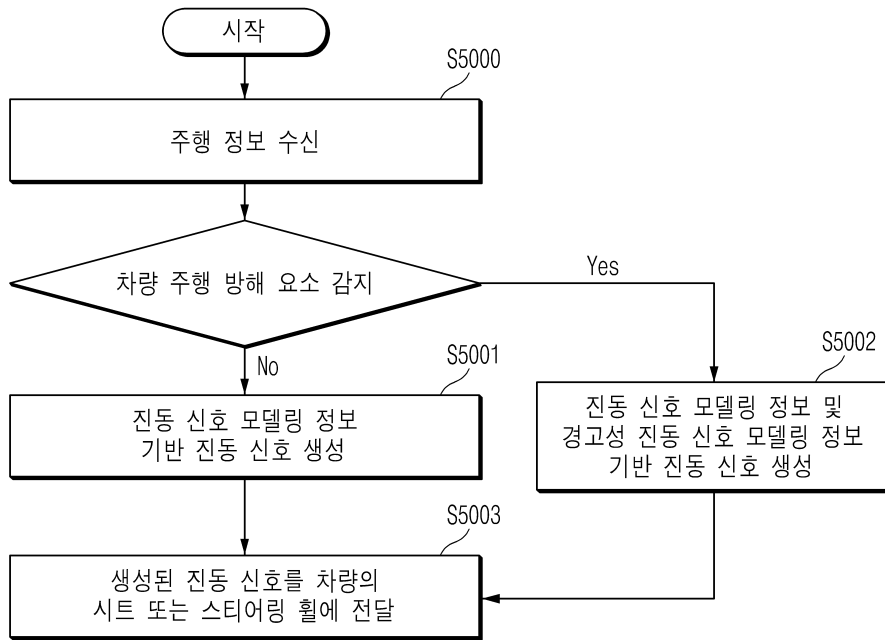 시작
S5000
주행 정보 수신
차량 주행 방해 요소 감지
Yes
No
S5001
진동 신호 모델링 정보
기반 진동 신호 생성
S5002
진동 신호 모델링 정보 및
경고성 진동 신호 모델링 정보
기반 진동 신호 생성
S5003
생성된 진동 신호를 차량의
시트 또는 스티어링 휠에 전달